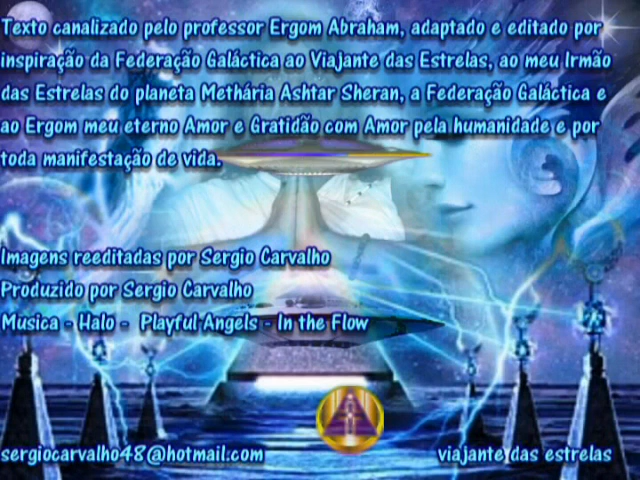 Texto canalizado pelo professor Ergom Abraham, adaptado e editado por
inspiração da Federação Galáctica ao Viajante das Estrelas, ao meu Irmão
das Estrelas do planeta Methária Ashtar Sheran, a Federação Galáctica e
ao Ergom meu eterno Amor e Gratidão com Amor pela humanidade e por
toda manifestação de vida.
Imagens reeditadas por Sergio Carvalho
Produzido por Sergio Carvalho
Musica - Halo - Playful Angels - In the Flow
sergiocarvalho48@hotmail.com
viajante das estrelas